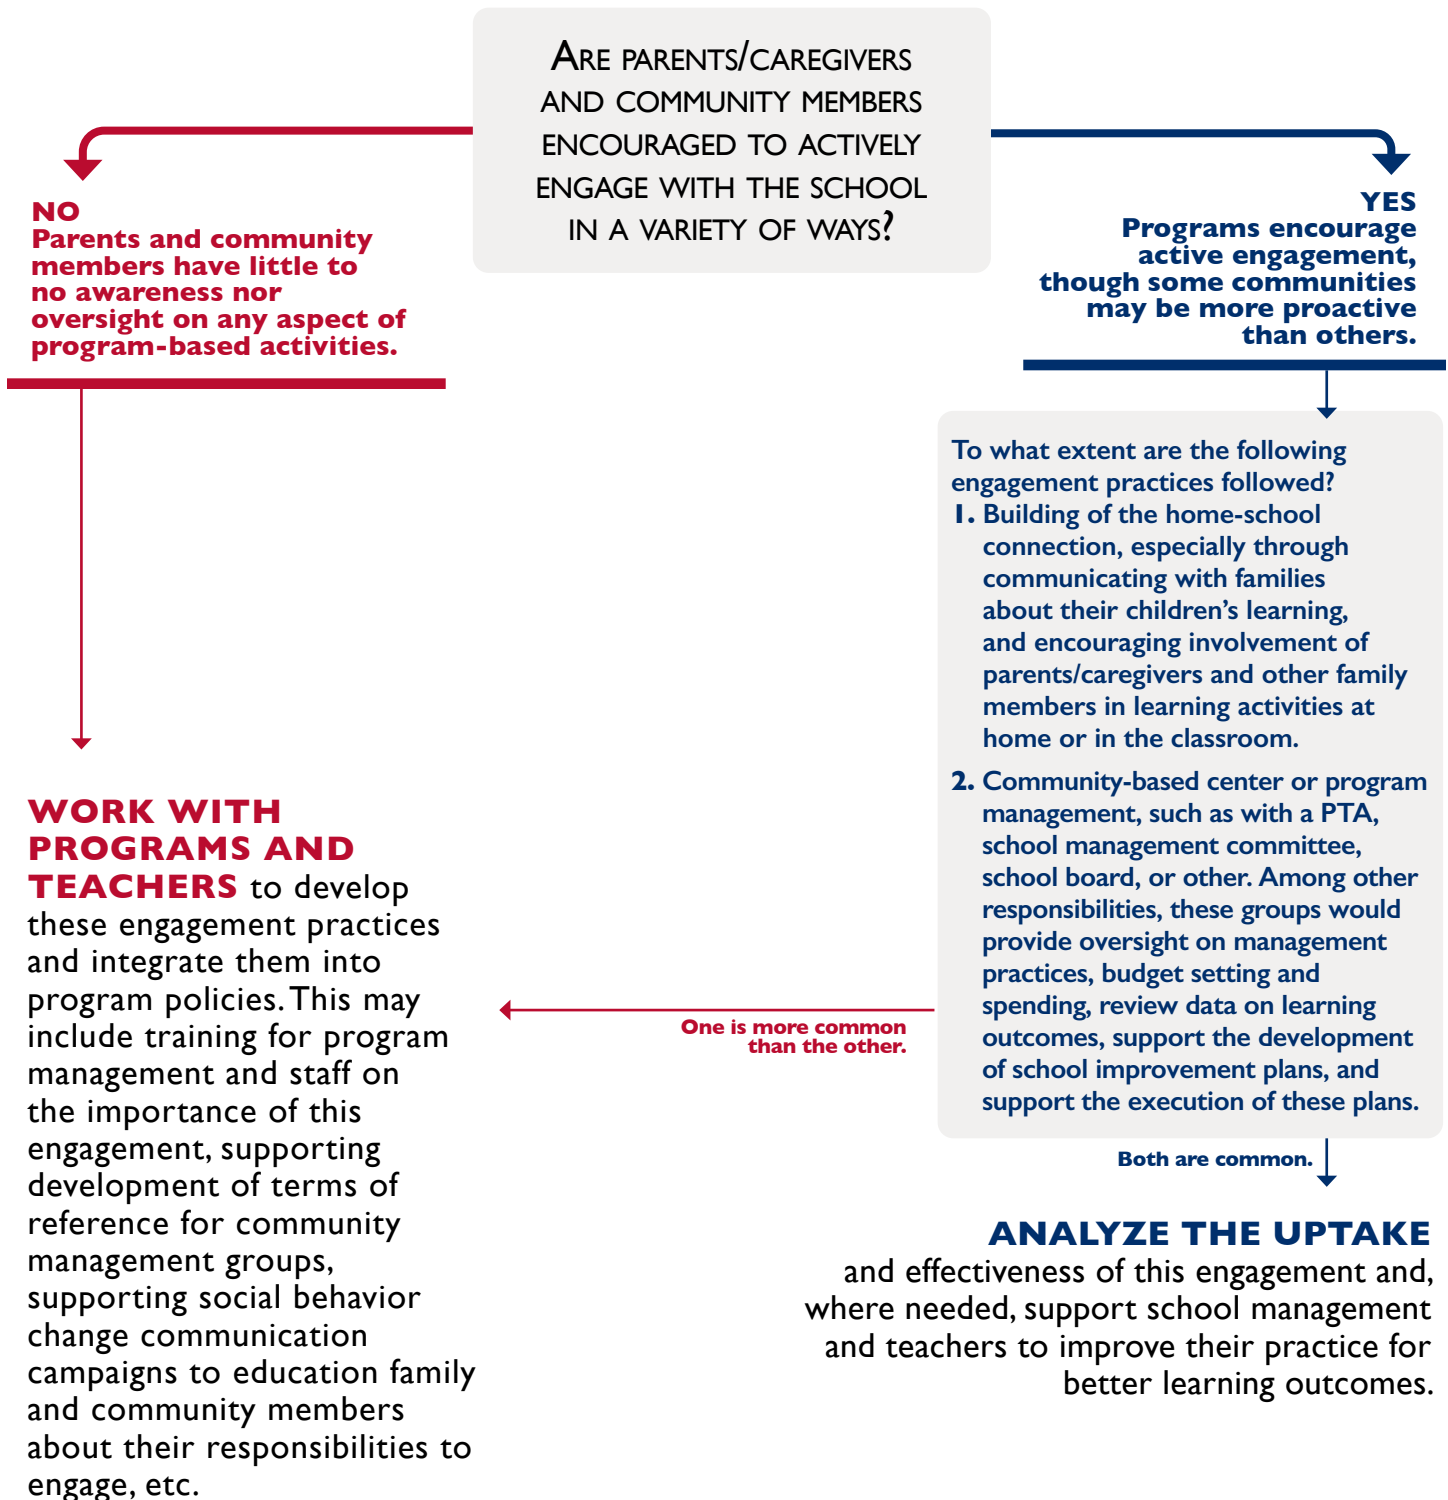 ARE PARENTS/CAREGIVERS
AND COMMUNITY MEMBERS
ENCOURAGED TO ACTIVELY
ENGAGE WITH THE SCHOOL
IN A VARIETY OF WAYS?
NO
Parents and community
members have little to
no awareness nor
oversight on any aspect of
program-based activities.
YES
Programs encourage
active engagement,
though some communities
may be more proactive
than others.
To what extent are the following
engagement practices followed?
1. Building of the home-school
connection, especially through
communicating with families
about their children’s learning,
and encouraging involvement of
parents/caregivers and other family
members in learning activities at
home or in the classroom.
2. Community-based center or program
management, such as with a PTA,
school management committee,
school board, or other. Among other
responsibilities, these groups would
provide oversight on management
practices, budget setting and
spending, review data on learning
outcomes, support the development
of school improvement plans, and
support the execution of these plans.
One is more common
than the other.
Both are common.
WORK WITH
PROGRAMS AND
TEACHERS to develop
these engagement practices
and integrate them into
program policies. This may
include training for program
management and staff on
the importance of this
engagement, supporting
development of terms of
reference for community
management groups,
supporting social behavior
change communication
campaigns to education family
and community members
about their responsibilities to
engage, etc.
ANALYZE THE UPTAKE
and effectiveness of this engagement and,
where needed, support school management
and teachers to improve their practice for
better learning outcomes.